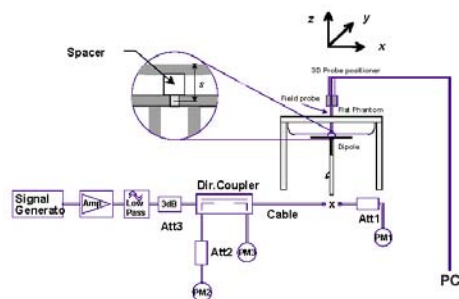 z
y
x
Spacer
s
3D Probe positioner
Field probe
Flat Phantom
Dipole
Signal
Generato
Amp
Low
Pass
3dB
Att3
Dir.Coupler
Cable
x
Att1
PM1
Att2
PM3
PM2
PC